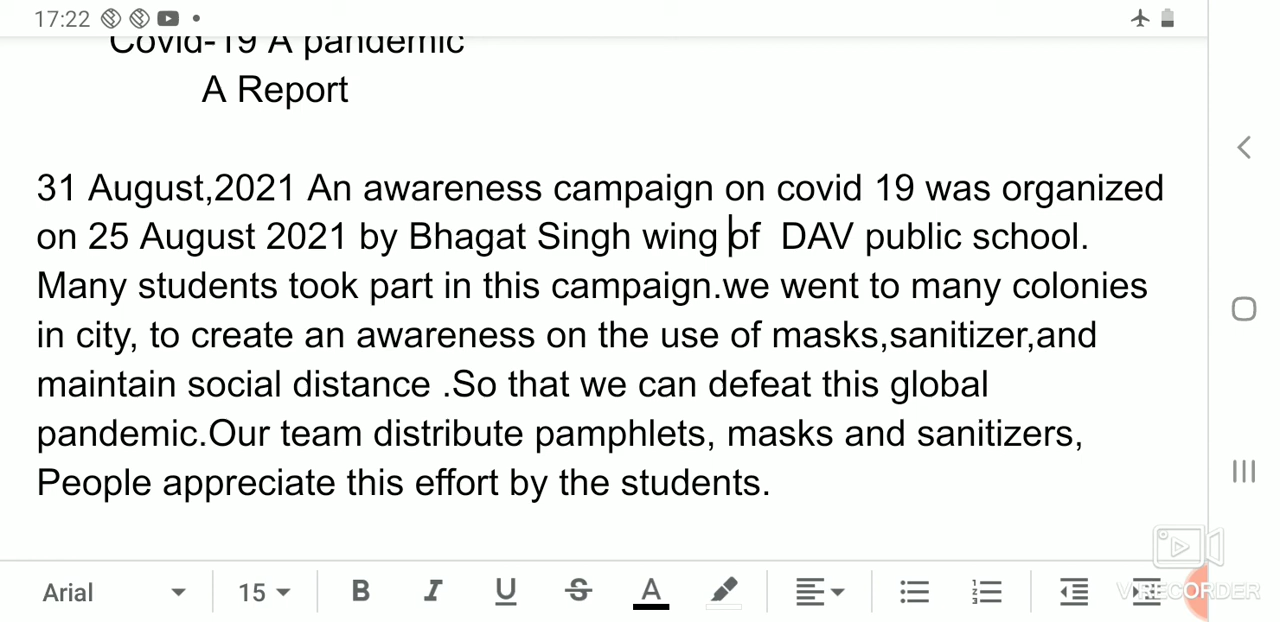 17:22
Covid-19 A pandemic
A Report
31 August,2021 An awareness campaign on covid 19 was organized
on 25 August 2021 by Bhagat Singh wing of  DAV public school.
Many students took part in this campaign.we went to many colonies
in city, to create an awareness on the use of masks,sanitizer,and
maintain social distance .So that we can defeat this global
pandemic.Our team distribute pamphlets, masks and sanitizers,
People appreciate this effort by the students.
Arial 15 B I U S A
VIRECORDER